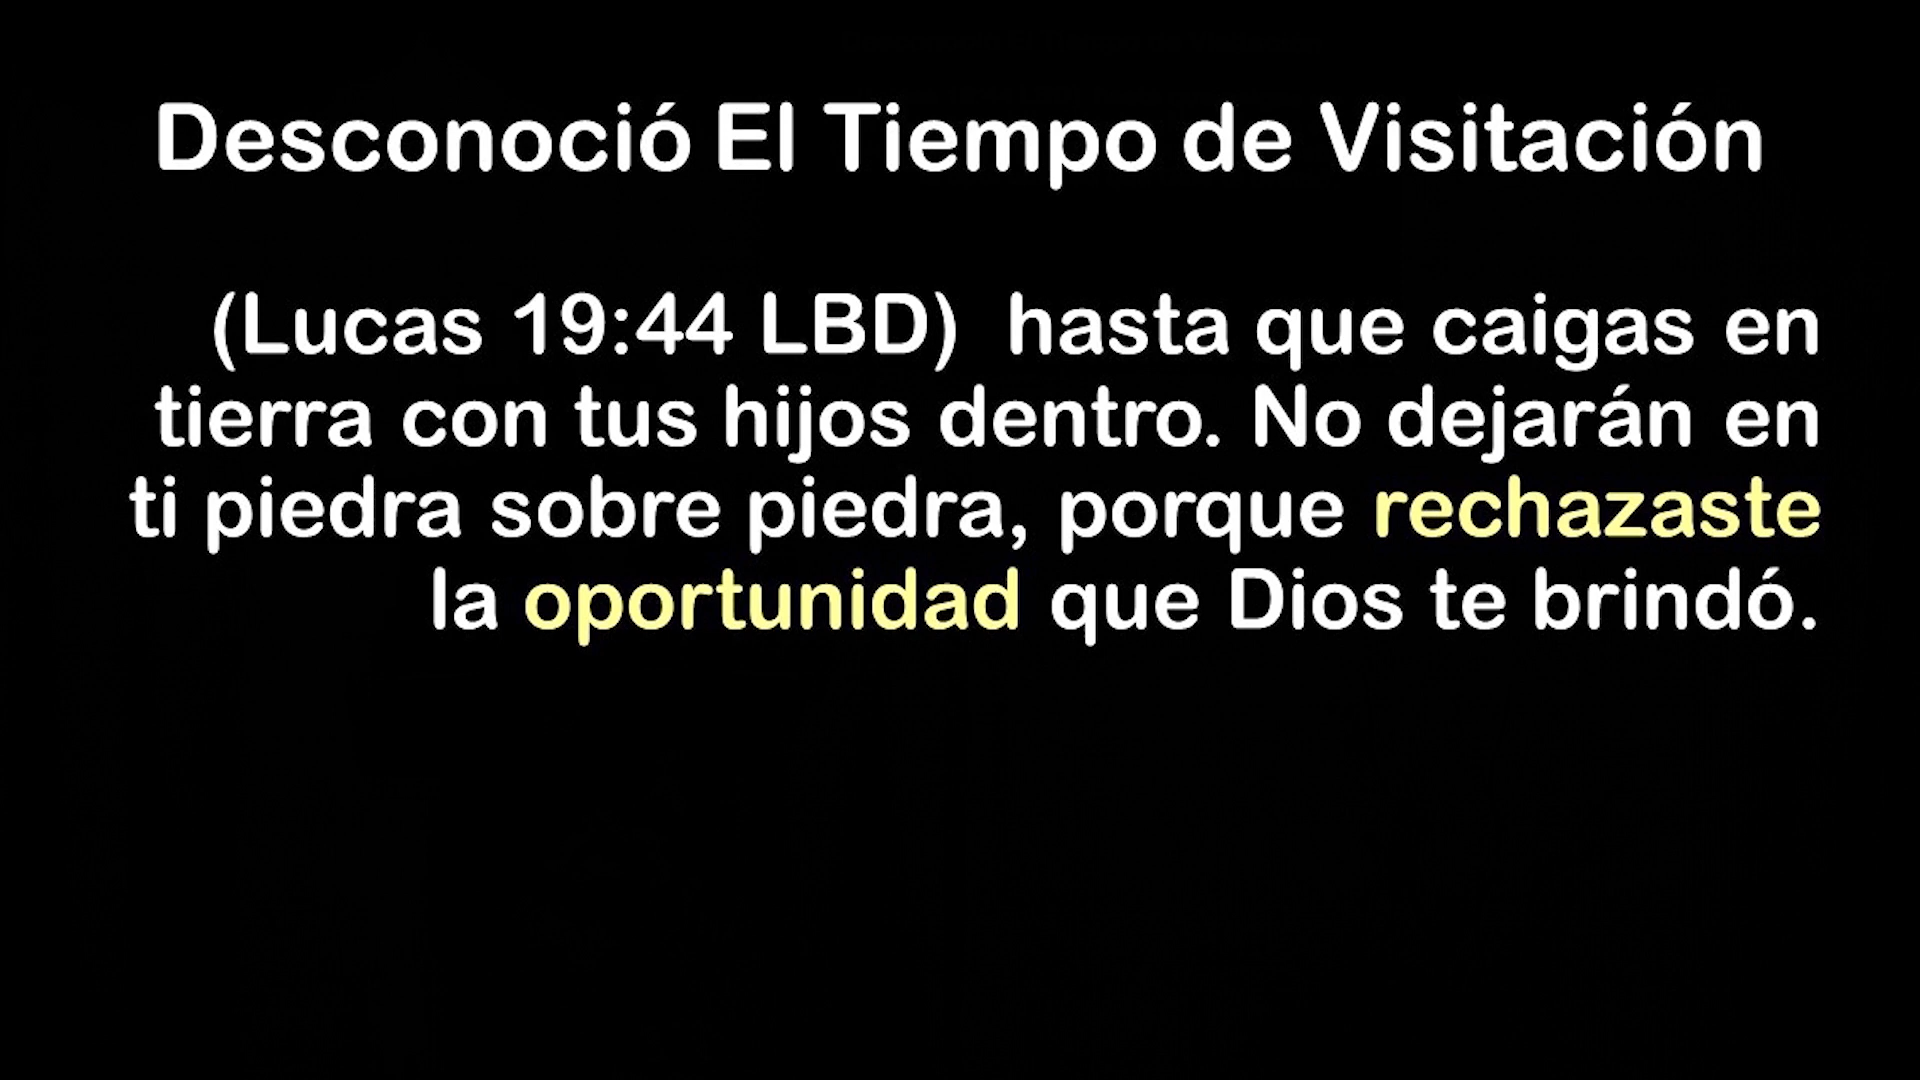 Desconoció El Tiempo de Visitación
(Lucas 19:44 LBD) hasta que caigas en
tierra con tus hijos dentro. No dejarán en
ti piedra sobre piedra, porque rechazaste
la oportunidad que Dios te brindó.